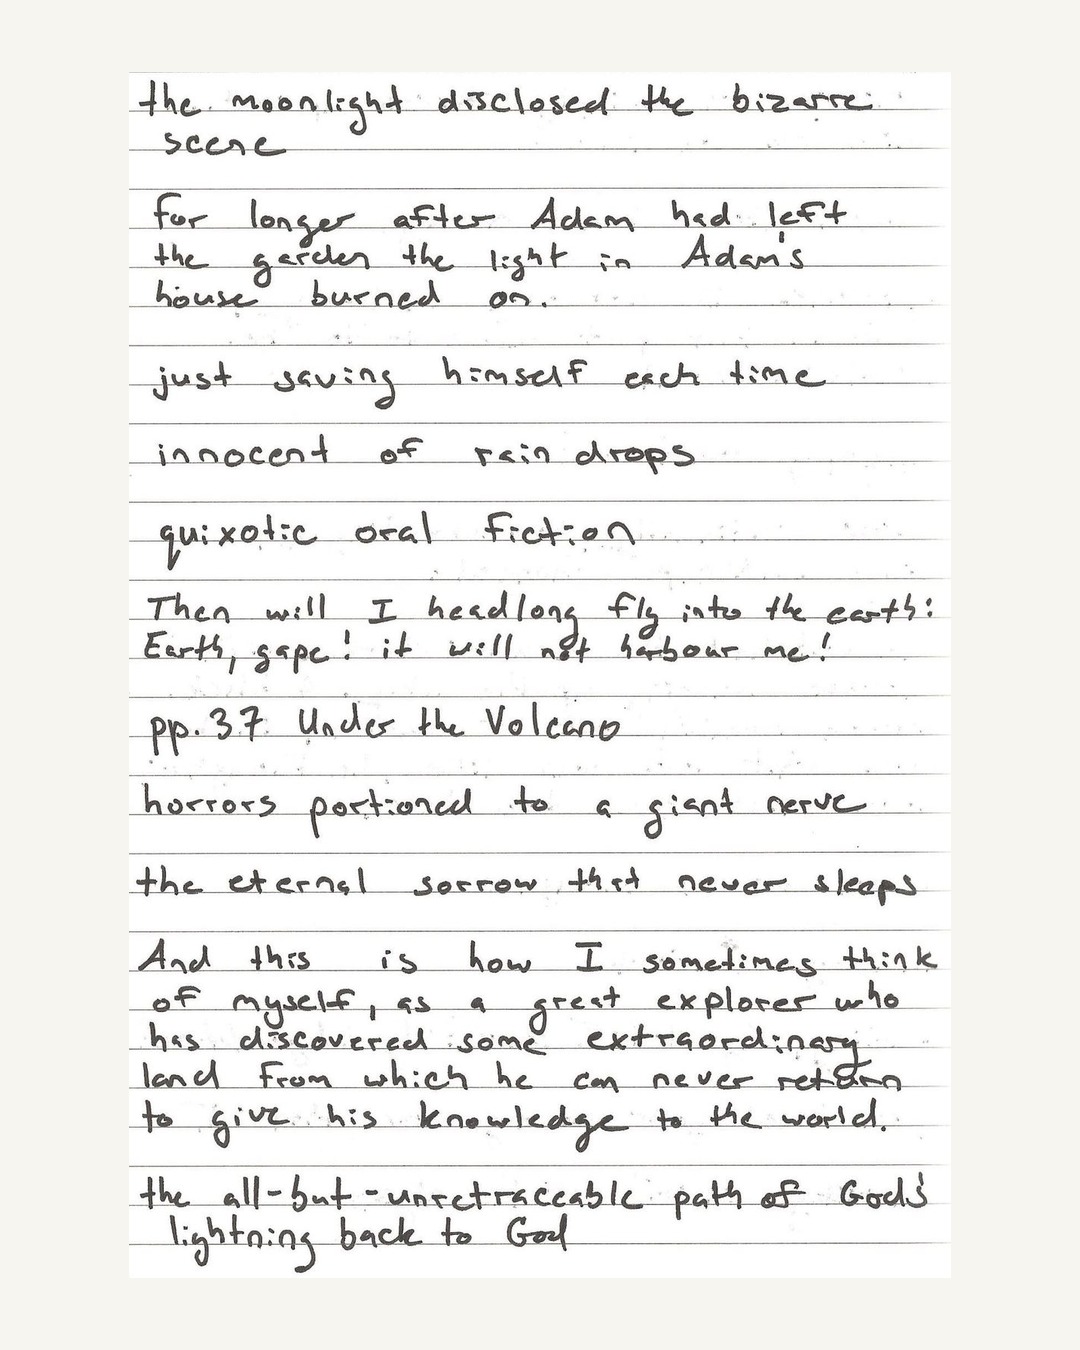 the moonlight disclosed the bizarre
scene
for longer after Adam had left
the garden the light in Adam's
house burned on.
just saving himself each time
innocent of rain drops
quixotic oral fiction
Then will I headlong fly into the earth:
Earth, gape! it will not harbour me!
pp. 37 Under the Volcano
horrors portioned to a giant nerve
the eternal sorrow that never sleeps
And this is how I sometimes think
of myself, as a great explorer who
has discovered some extraordinary
land from which he can never return
to give his knowledge to the world.
the all-but-unretraceable path of God's
lightning back to God